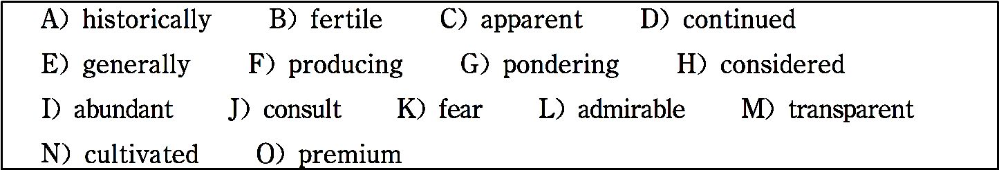 A) historically B) fertile C) apparent D) continued
E) generally F) producing G) pondering H) considered
I) abundant J) consult K) fear L) admirable M) transparent
N) cultivated O) premium